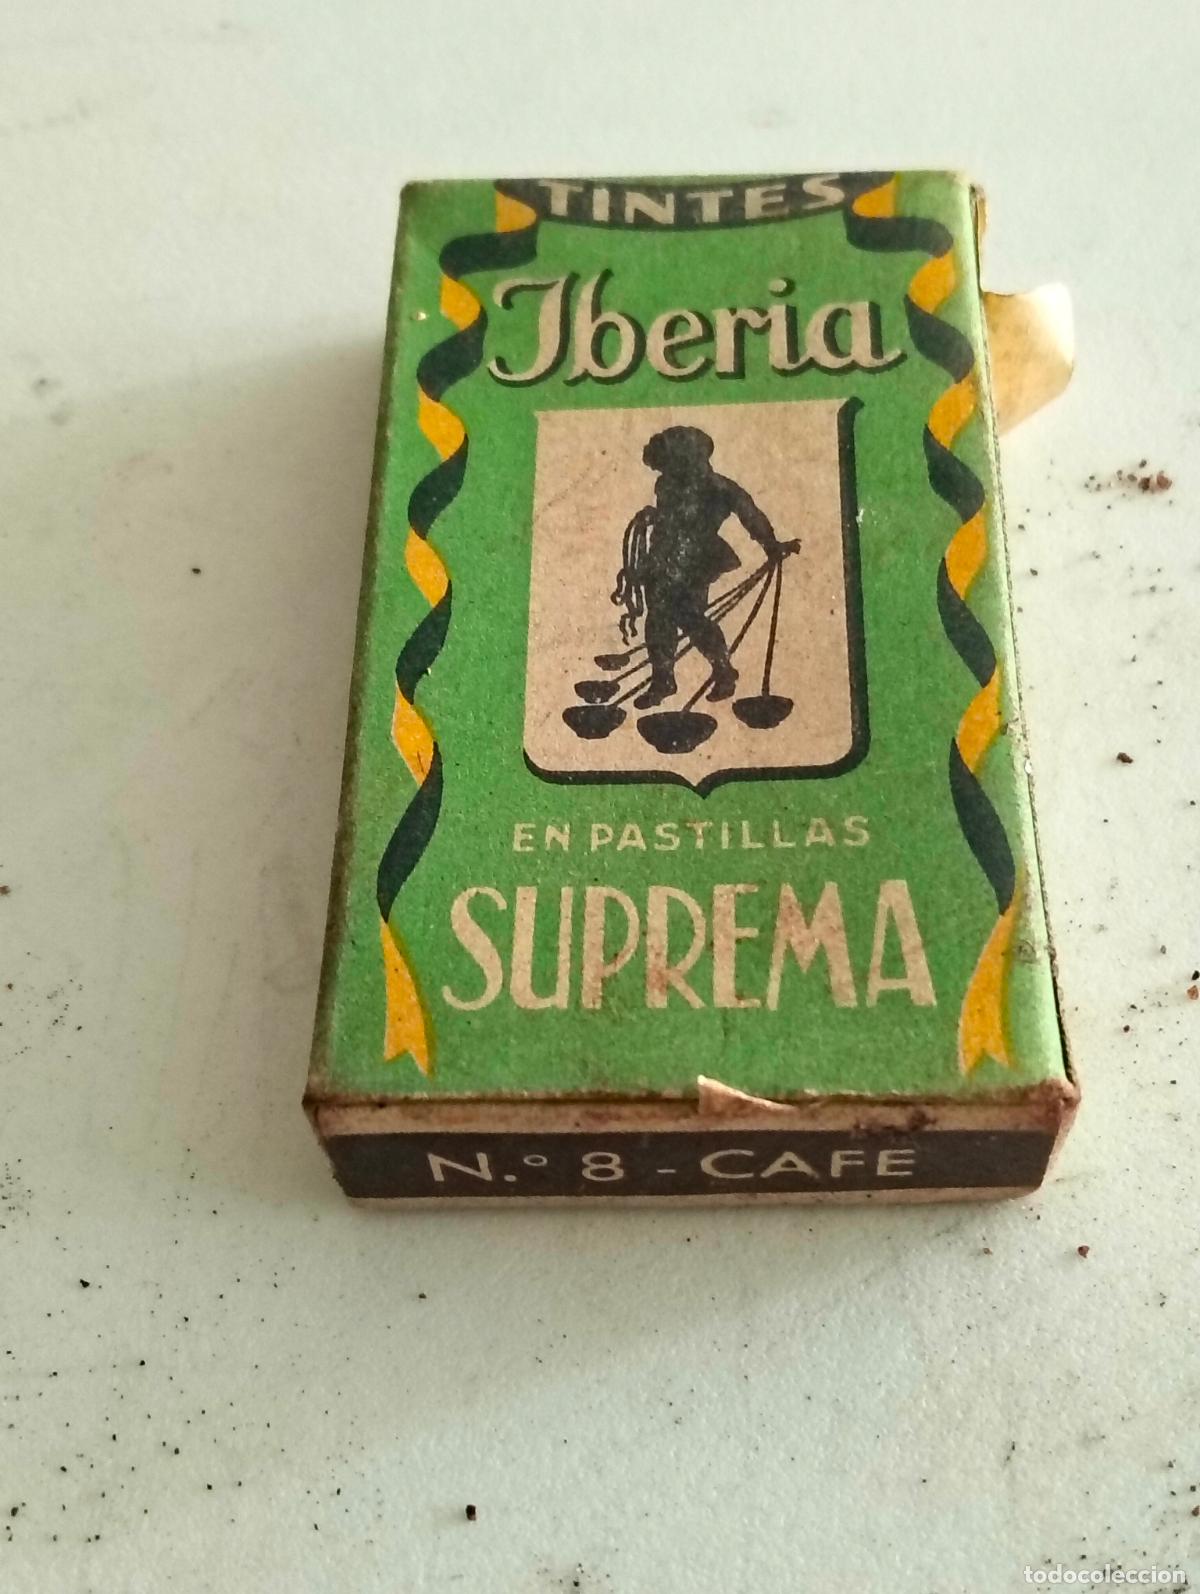 TINTES
Iberia
EN PASTILLAS
SUPREMA
N.º 8 - CAFE
todocoleccion